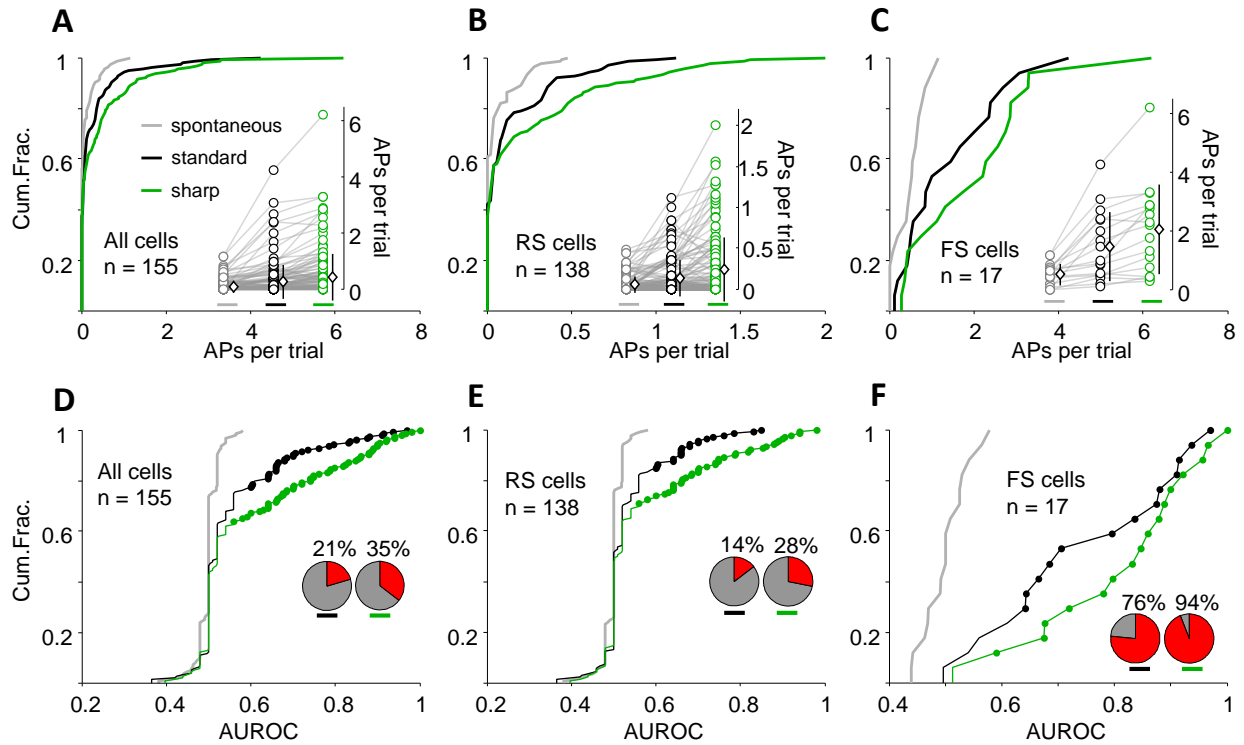 A
B
C
1
0.6
0.2
Cum.Frac.
spontaneous
standard
sharp
All cells
n = 155
6
4
2
0
APs per trial
0
2
4
6
8
APs per trial
1
0.6
0.2
RS cells
n = 138
2
1.5
1
0.5
0
APs per trial
0
0.5
1
1.5
2
APs per trial
1
0.6
0.2
FS cells
n = 17
6
4
2
0
APs per trial
0
2
4
6
8
APs per trial
D
E
F
1
0.6
0.2
Cum.Frac.
All cells
n = 155
21% 35%
0.2
0.4
0.6
0.8
1
AUROC
1
0.6
0.2
RS cells
n = 138
14% 28%
0.2
0.4
0.6
0.8
1
AUROC
1
0.6
0.2
FS cells
n = 17
76% 94%
0.4
0.6
0.8
1
AUROC